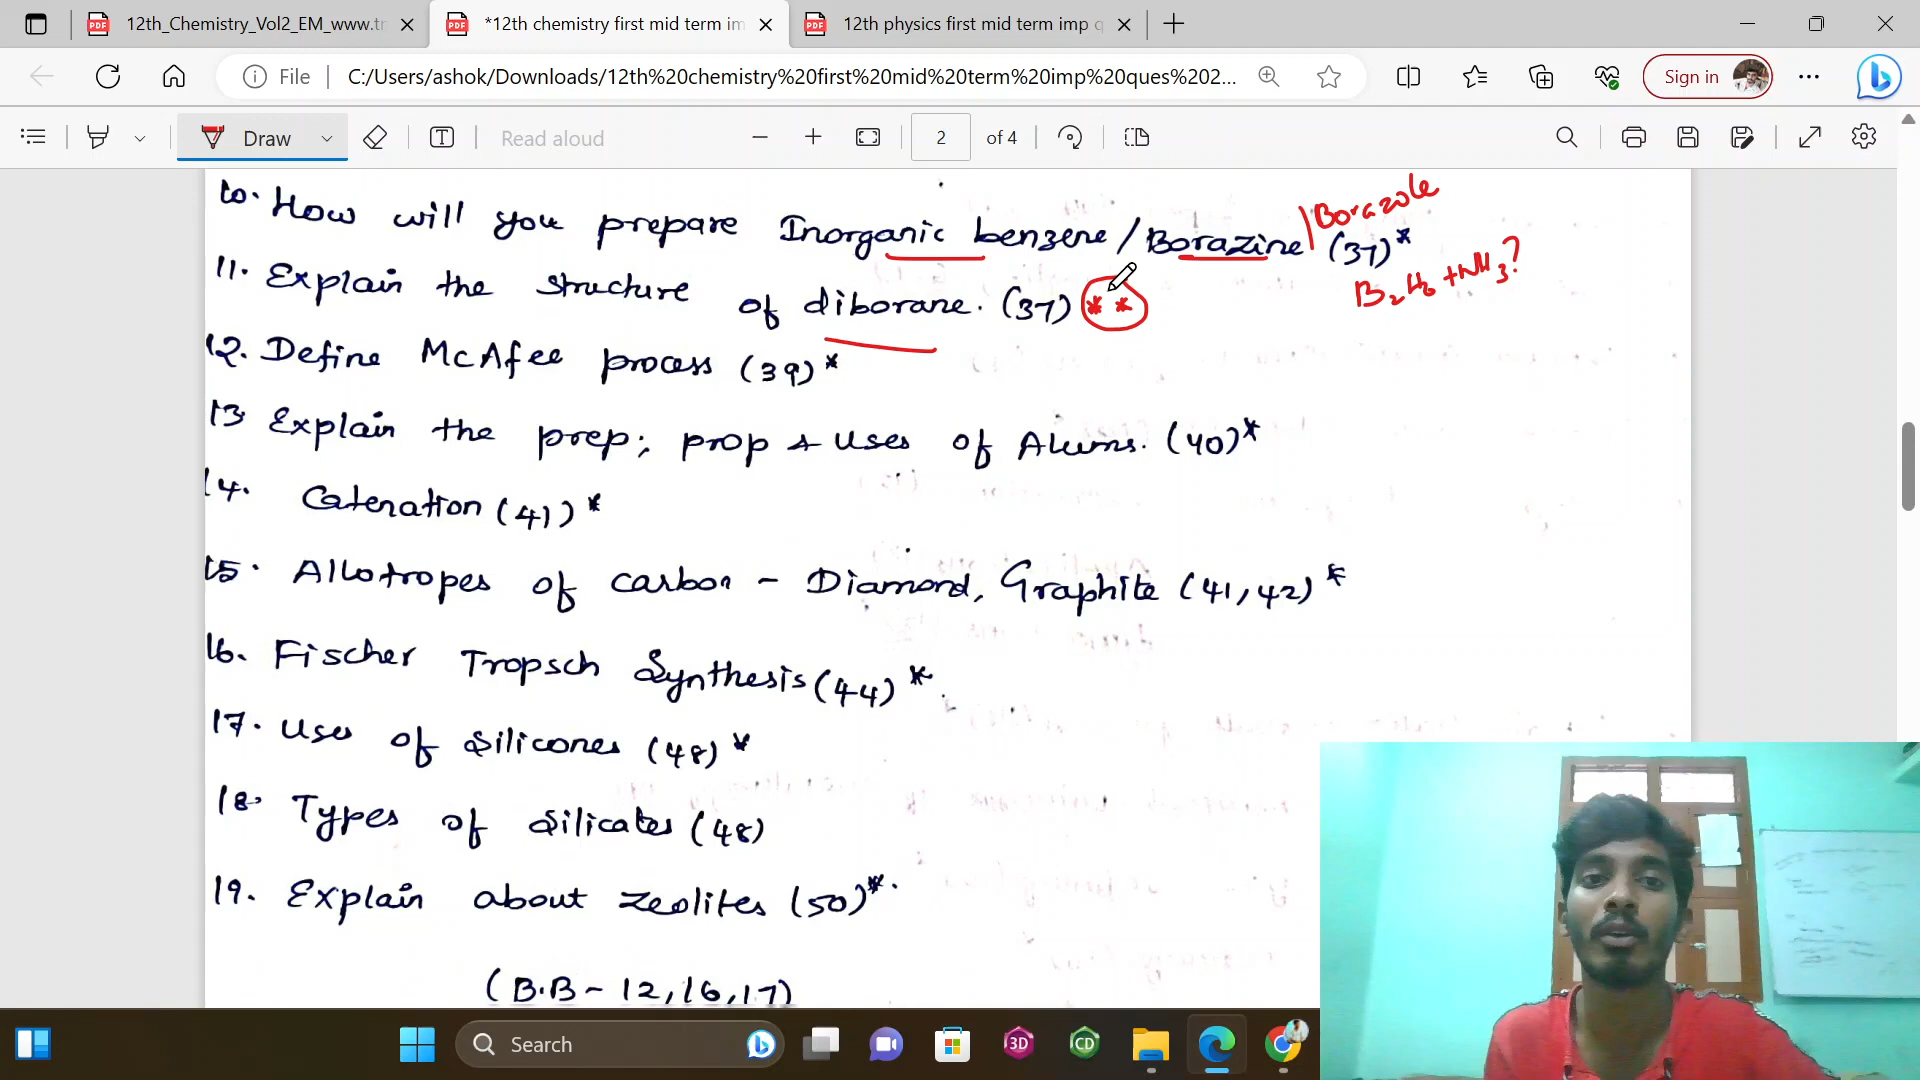 12th_Chemistry_Vol2_EM_www.tr
*12th chemistry first mid term im
12th physics first mid term imp q
File
C:/Users/ashok/Downloads/12th%20chemistry%20first%20mid%20term%20imp%20ques%202...
Sign in
Draw
Read aloud
2
of 4
10. How will you prepare Inorganic benzene/Borazine (37)*
/Borazole
B2H6+NH3?
11. Explain the structure of diborane. (37) **
12. Define McAfee process (39)*
13 Explain the prep; prop & Uses of Alums. (40)*
14. Catenation (41)*
15. Allotropes of carbon - Diamond, Graphite (41,42)*
16. Fischer Tropsch Synthesis (44)*
17. Uses of Silicones (48)*
18. Types of Silicates (48)
19. Explain about zeolites (50)*.
(B.B - 12,16,17)
Search
3D
CD